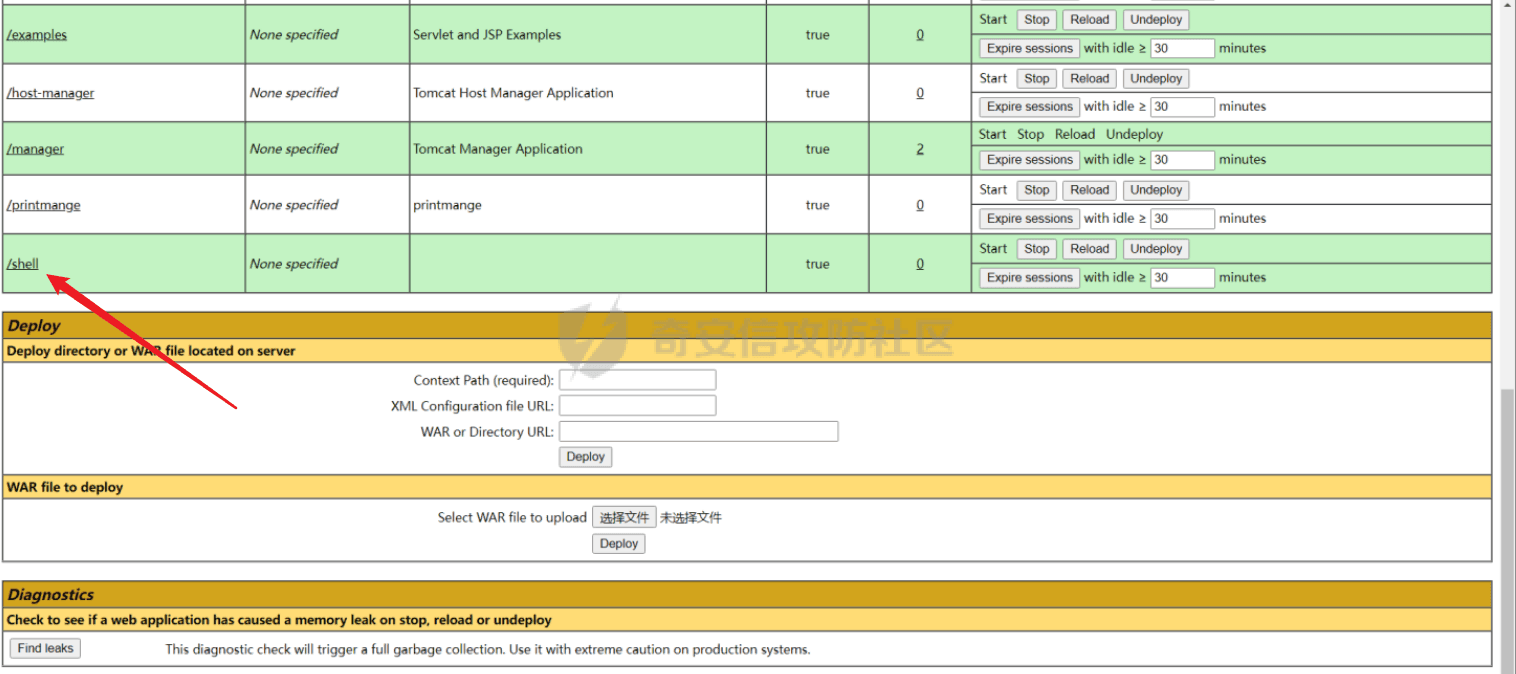 Start Stop Reload Undeploy
/examples None specified Servlet and JSP Examples true 0
Expire sessions with idle ≥ 30 minutes
Start Stop Reload Undeploy
/host-manager None specified Tomcat Host Manager Application true 0
Expire sessions with idle ≥ 30 minutes
Start Stop Reload Undeploy
/manager None specified Tomcat Manager Application true 2
Expire sessions with idle ≥ 30 minutes
Start Stop Reload Undeploy
/printmange None specified printmange true 0
Expire sessions with idle ≥ 30 minutes
Start Stop Reload Undeploy
/shell None specified true 0
Expire sessions with idle ≥ 30 minutes
Deploy
奇安信攻防社区
Deploy directory or WAR file located on server
Context Path (required):
XML Configuration file URL:
WAR or Directory URL:
Deploy
WAR file to deploy
Select WAR file to upload 选择文件 未选择文件
Deploy
Diagnostics
Check to see if a web application has caused a memory leak on stop, reload or undeploy
Find leaks This diagnostic check will trigger a full garbage collection. Use it with extreme caution on production systems.